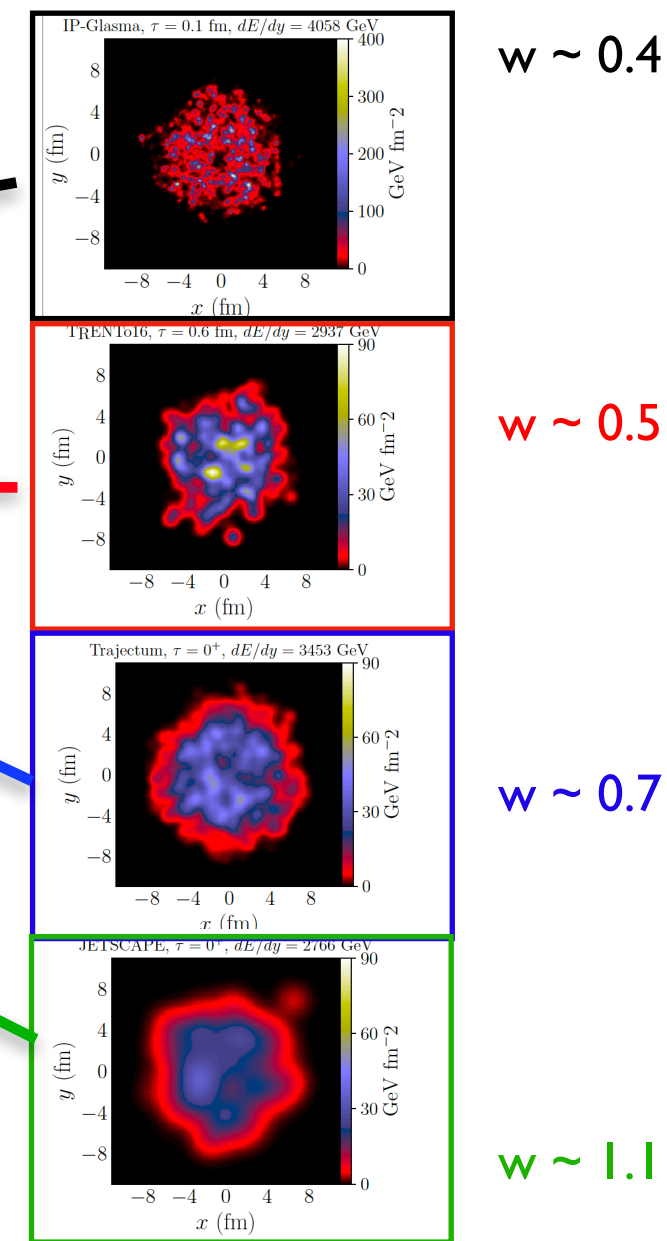 IP-Glasma, τ = 0.1 fm, dE/dy = 4058 GeV
w ~ 0.4
400
300
200
100
0
GeV fm−2
8
4
0
−4
−8
y (fm)
−8 −4 0 4 8
x (fm)
TRENTo16, τ = 0.6 fm, dE/dy = 2937 GeV
w ~ 0.5
90
60
30
0
GeV fm−2
8
4
0
−4
−8
y (fm)
−8 −4 0 4 8
x (fm)
Trajectum, τ = 0⁺, dE/dy = 3453 GeV
w ~ 0.7
90
60
30
0
GeV fm−2
8
4
0
−4
−8
y (fm)
−8 −4 0 4 8
x (fm)
JETSCAPE, τ = 0⁺, dE/dy = 2766 GeV
w ~ 1.1
90
60
30
0
GeV fm−2
8
4
0
−4
−8
y (fm)
−8 −4 0 4 8
x (fm)